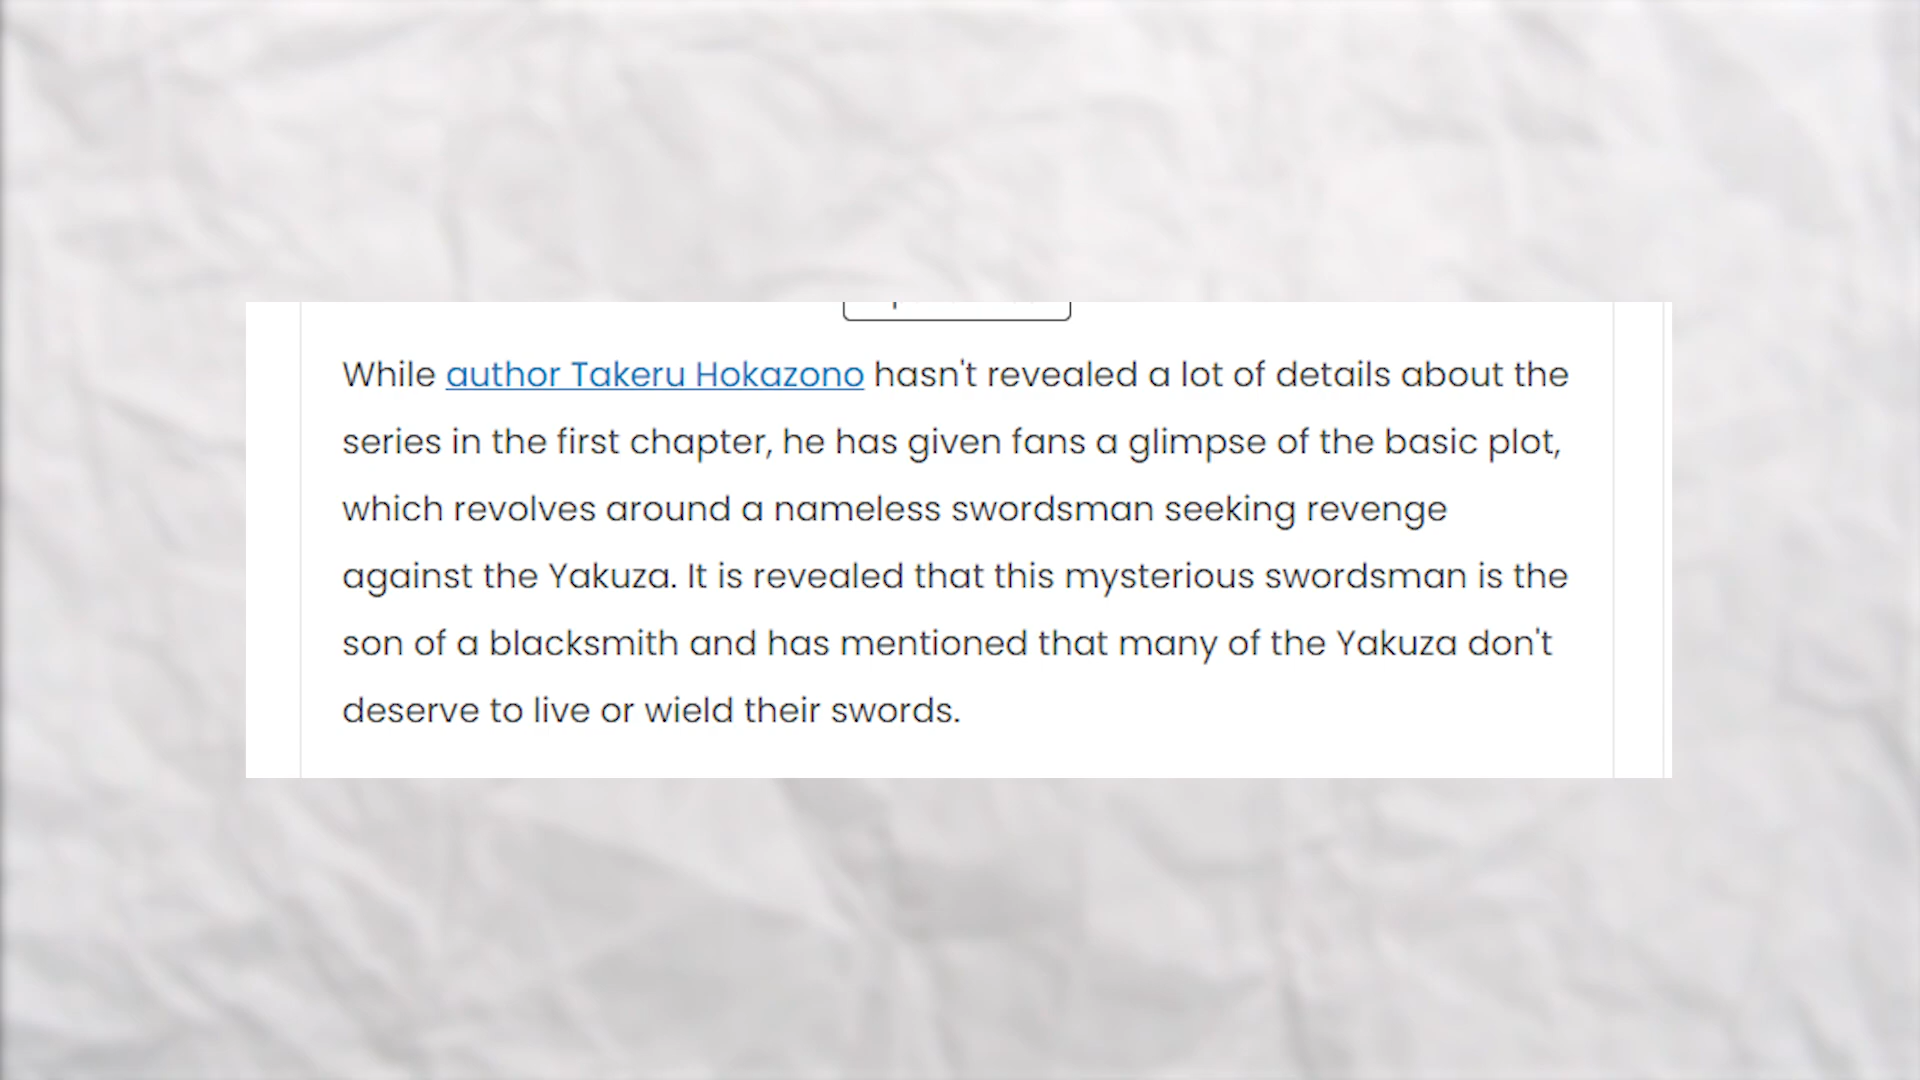 While author Takeru Hokazono hasn't revealed a lot of details about the
series in the first chapter, he has given fans a glimpse of the basic plot,
which revolves around a nameless swordsman seeking revenge
against the Yakuza. It is revealed that this mysterious swordsman is the
son of a blacksmith and has mentioned that many of the Yakuza don't
deserve to live or wield their swords.